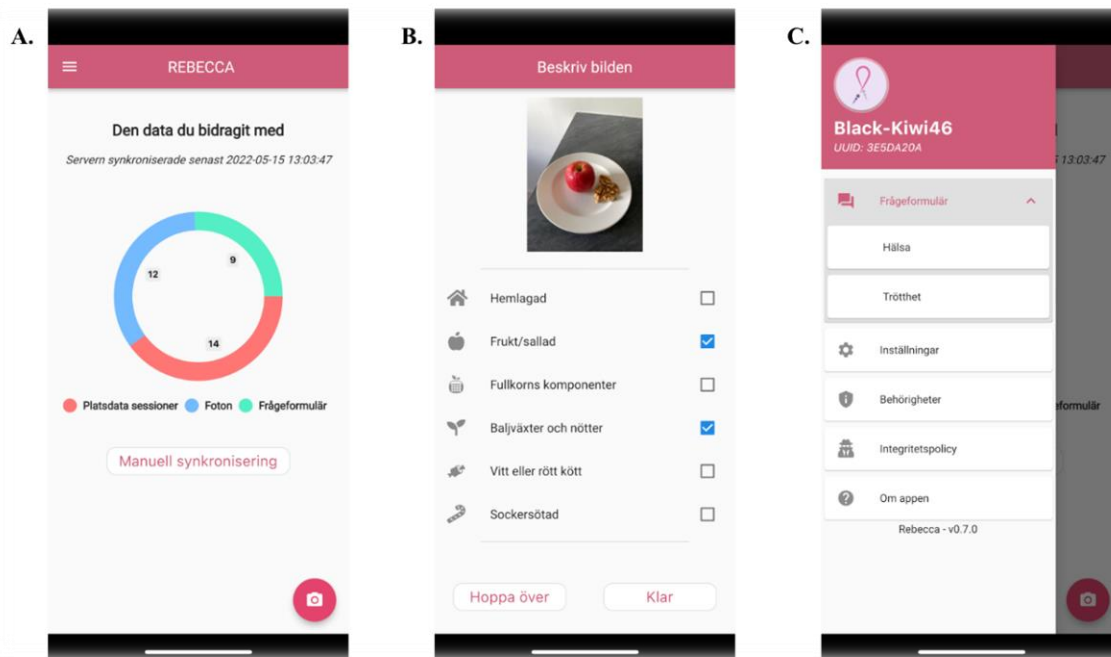 A.
REBECCA
Den data du bidragit med
Servern synkroniserade senast 2022-05-15 13:03:47
12
9
14
Platsdata sessioner Foton Frågeformulär
Manuell synkronisering
B.
Beskriv bilden
Hemlagad
Frukt/sallad
Fullkorns komponenter
Baljväxter och nötter
Vitt eller rött kött
Sockersötad
Hoppa över Klar
C.
Black-Kiwi46
UUID: 3E5DA20A
13:03:47
Frågeformulär
Hälsa
Trötthet
Inställningar
Behörigheter
eformulär
Integritetspolicy
Om appen
Rebecca - v0.7.0